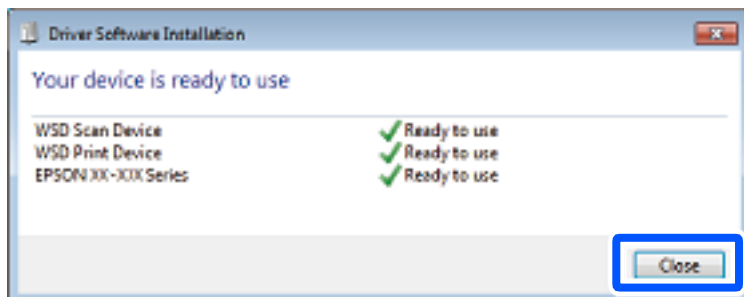 Driver Software Installation
Your device is ready to use
WSD Scan Device Ready to use
WSD Print Device Ready to use
EPSON XX-XXX Series Ready to use
Close